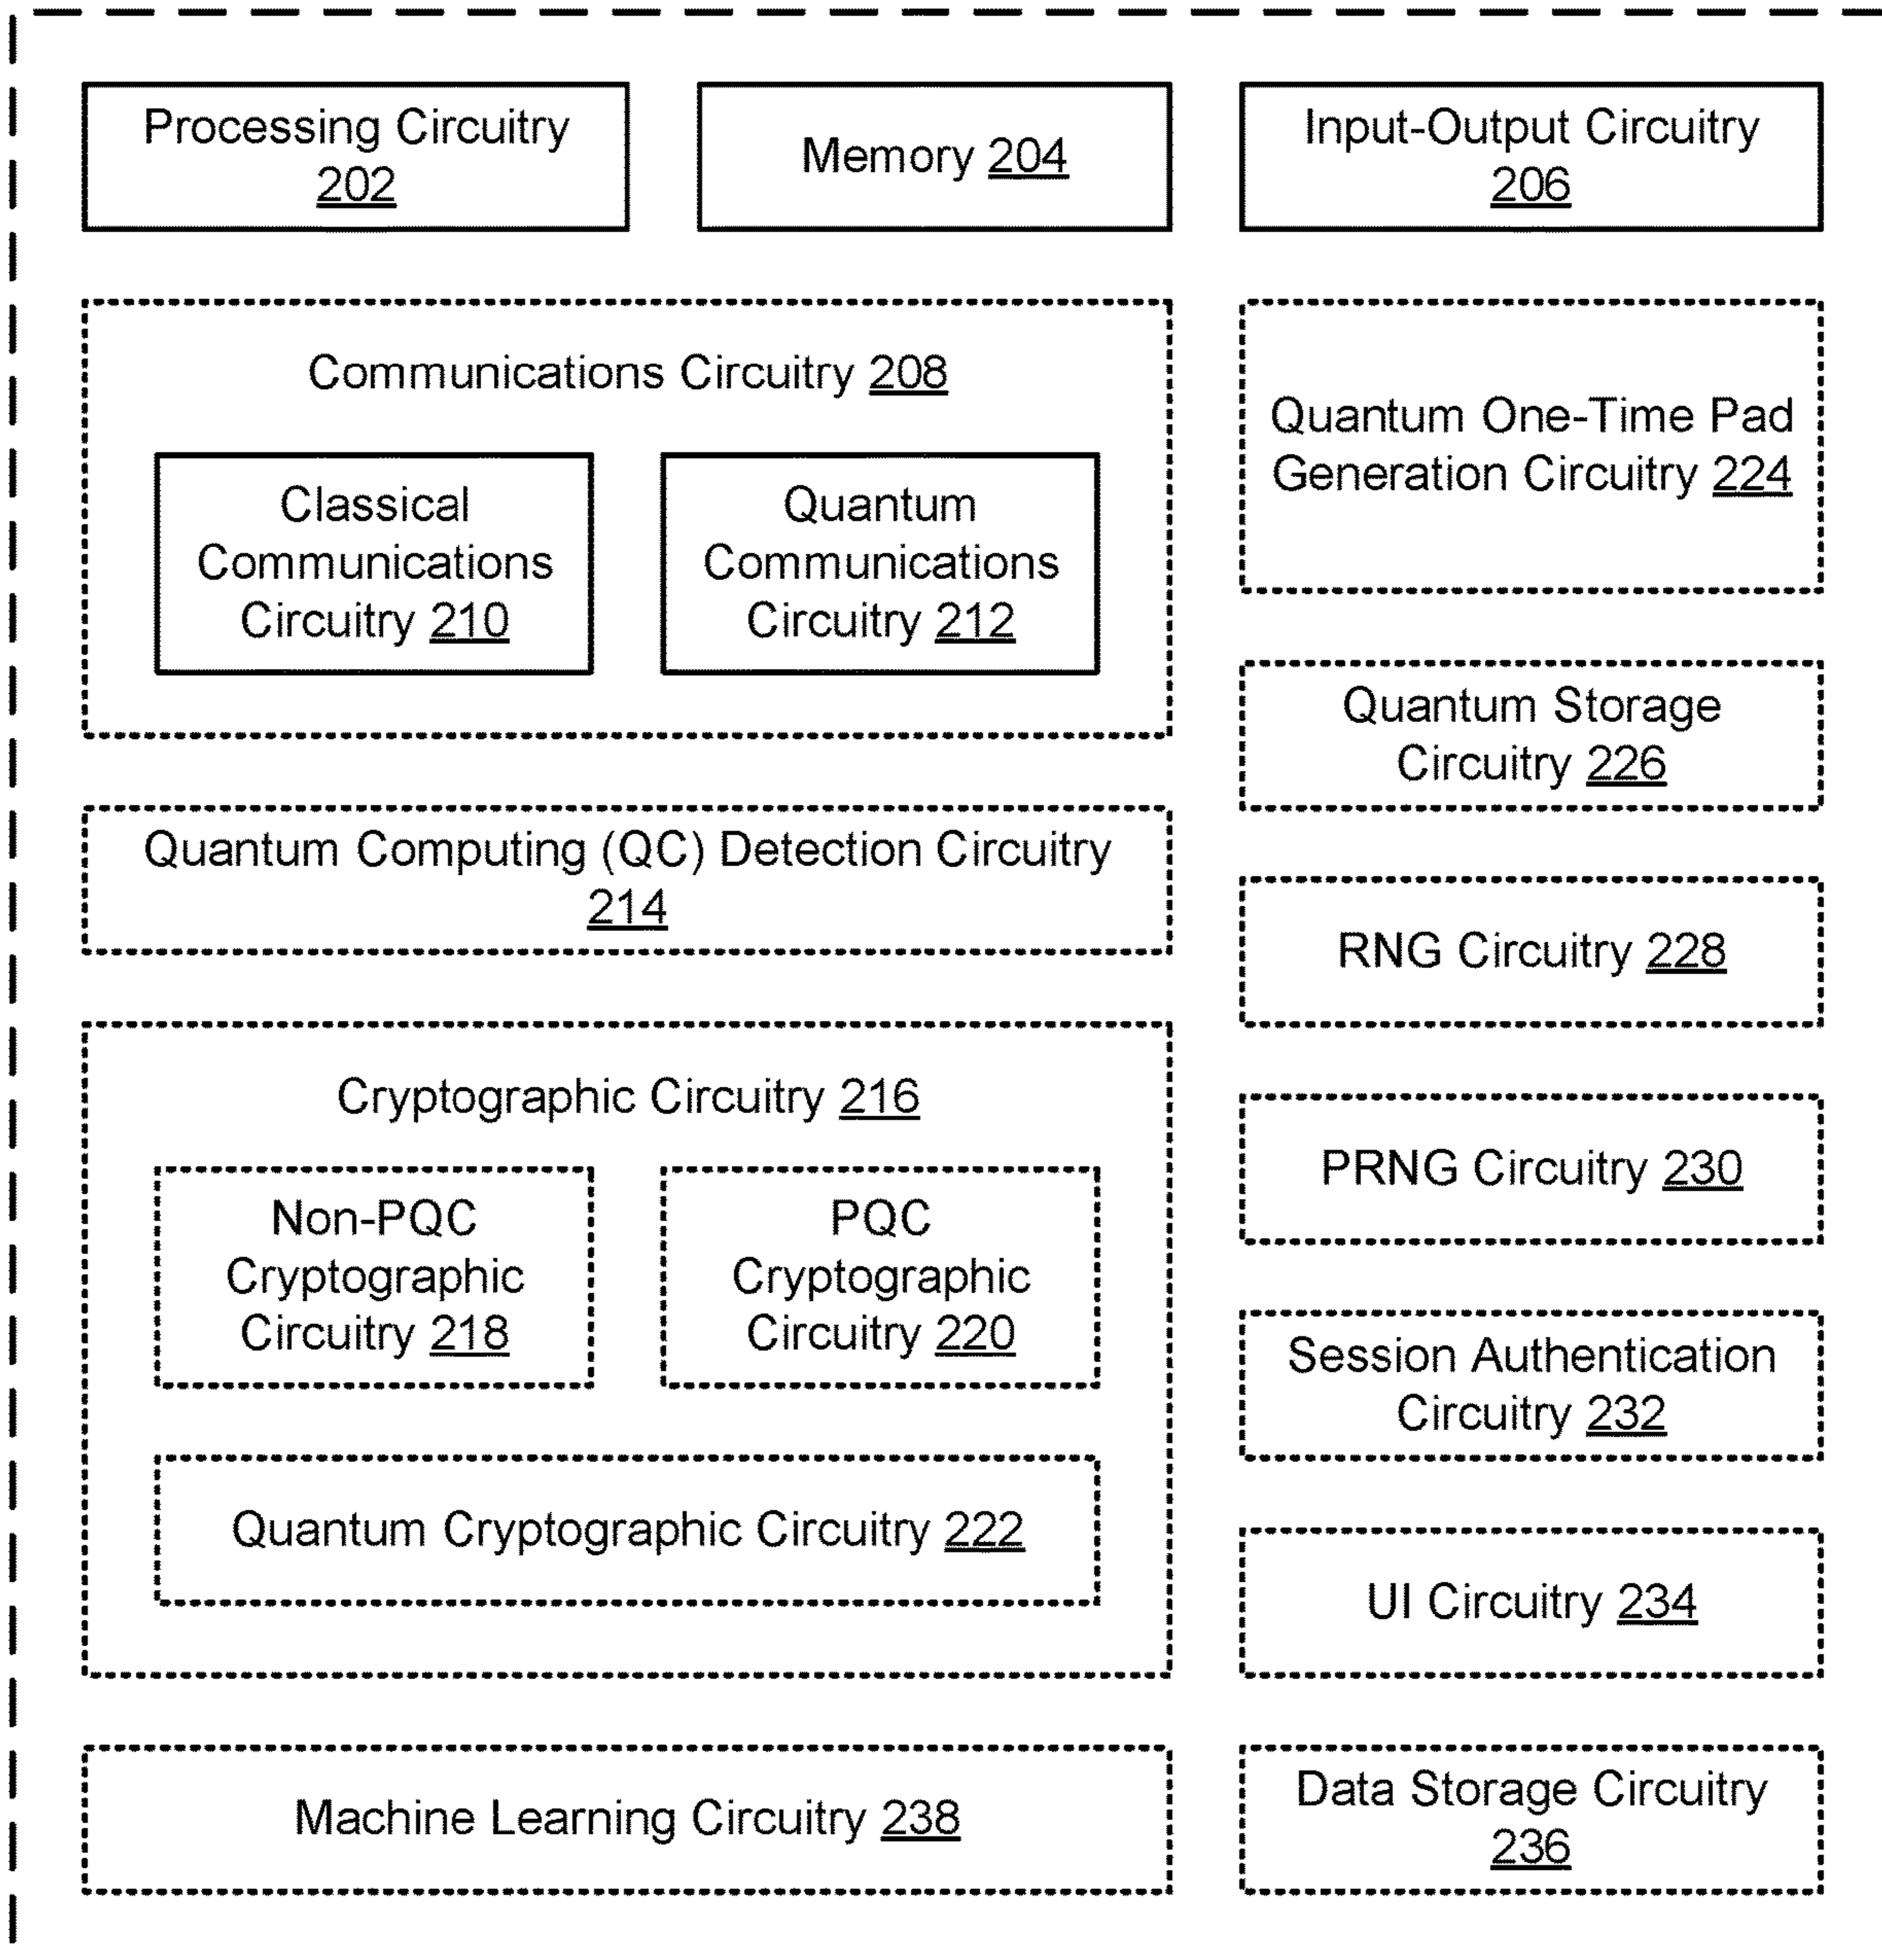 Processing Circuitry
202
Memory 204
Input-Output Circuitry
206
Communications Circuitry 208
Classical
Communications
Circuitry 210
Quantum
Communications
Circuitry 212
Quantum Computing (QC) Detection Circuitry
214
Cryptographic Circuitry 216
Non-PQC
Cryptographic
Circuitry 218
PQC
Cryptographic
Circuitry 220
Quantum Cryptographic Circuitry 222
Machine Learning Circuitry 238
Quantum One-Time Pad
Generation Circuitry 224
Quantum Storage
Circuitry 226
RNG Circuitry 228
PRNG Circuitry 230
Session Authentication
Circuitry 232
UI Circuitry 234
Data Storage Circuitry
236